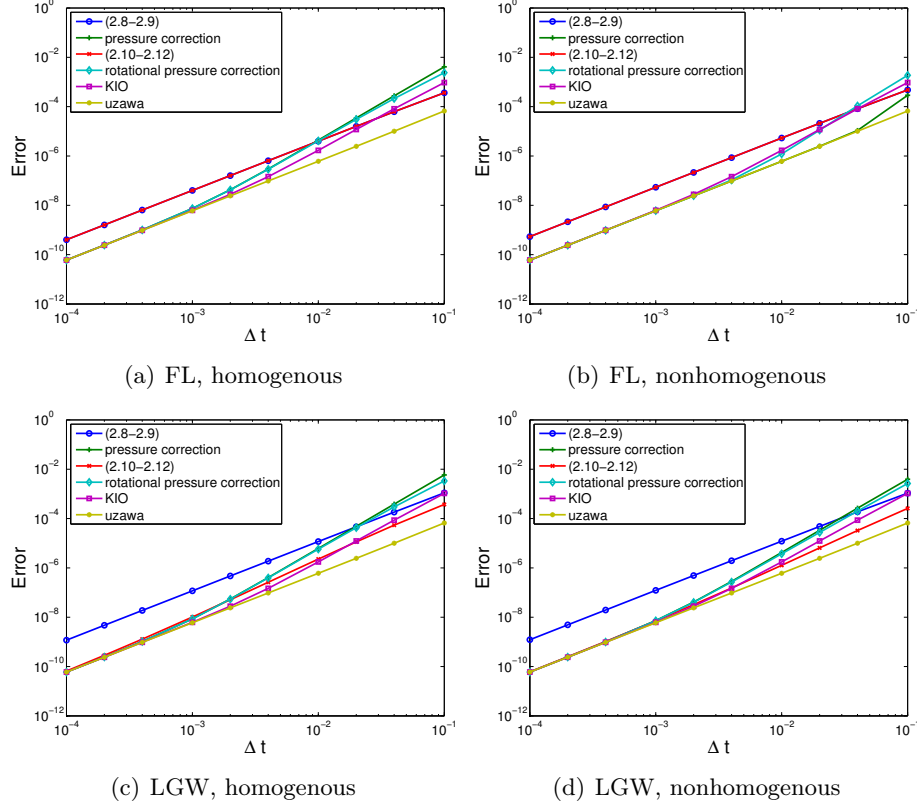 (2.8−2.9)
pressure correction
(2.10−2.12)
rotational pressure correction
KIO
uzawa
Error
10^0
10^−2
10^−4
10^−6
10^−8
10^−10
10^−12
10^−4
10^−3
10^−2
10^−1
Δ t
(a) FL, homogenous
(2.8−2.9)
pressure correction
(2.10−2.12)
rotational pressure correction
KIO
uzawa
Error
10^0
10^−2
10^−4
10^−6
10^−8
10^−10
10^−12
10^−4
10^−3
10^−2
10^−1
Δ t
(b) FL, nonhomogenous
(2.8−2.9)
pressure correction
(2.10−2.12)
rotational pressure correction
KIO
uzawa
Error
10^0
10^−2
10^−4
10^−6
10^−8
10^−10
10^−12
10^−4
10^−3
10^−2
10^−1
Δ t
(c) LGW, homogenous
(2.8−2.9)
pressure correction
(2.10−2.12)
rotational pressure correction
KIO
uzawa
Error
10^0
10^−2
10^−4
10^−6
10^−8
10^−10
10^−12
10^−4
10^−3
10^−2
10^−1
Δ t
(d) LGW, nonhomogenous